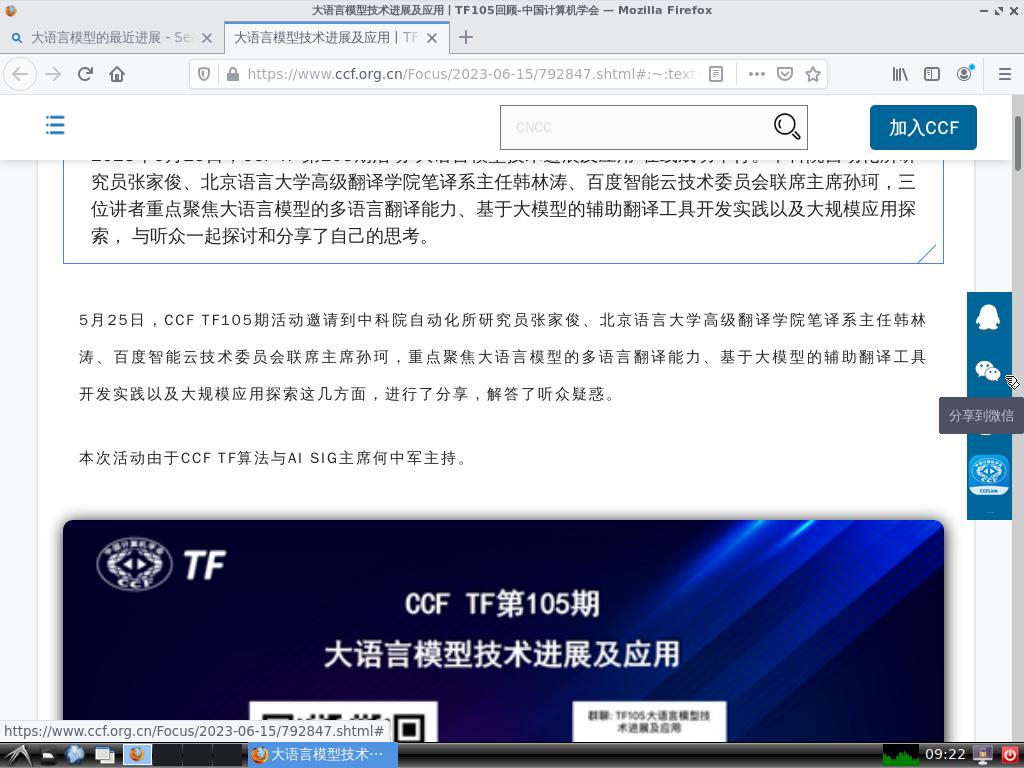 大语言模型技术进展及应用 | TF105回顾-中国计算机学会 — Mozilla Firefox
大语言模型的最近进展 - Se
大语言模型技术进展及应用 | TF
https://www.ccf.org.cn/Focus/2023-06-15/792847.shtml#:~:text
CNCC
加入CCF
究员张家俊、北京语言大学高级翻译学院笔译系主任韩林涛、百度智能云技术委员会联席主席孙珂，三
位讲者重点聚焦大语言模型的多语言翻译能力、基于大模型的辅助翻译工具开发实践以及大规模应用探
索， 与听众一起探讨和分享了自己的思考。
5月25日，CCF TF105期活动邀请到中科院自动化所研究员张家俊、北京语言大学高级翻译学院笔译系主任韩林
涛、百度智能云技术委员会联席主席孙珂，重点聚焦大语言模型的多语言翻译能力、基于大模型的辅助翻译工具
开发实践以及大规模应用探索这几方面，进行了分享，解答了听众疑惑。
分享到微信
本次活动由于CCF TF算法与AI SIG主席何中军主持。
CCFLink
中国计算机学会
CCF
TF
CCF TF第105期
大语言模型技术进展及应用
群聊: TF105大语言模型技
术进展及应用
https://www.ccf.org.cn/Focus/2023-06-15/792847.shtml#
大语言模型技术···
09:22